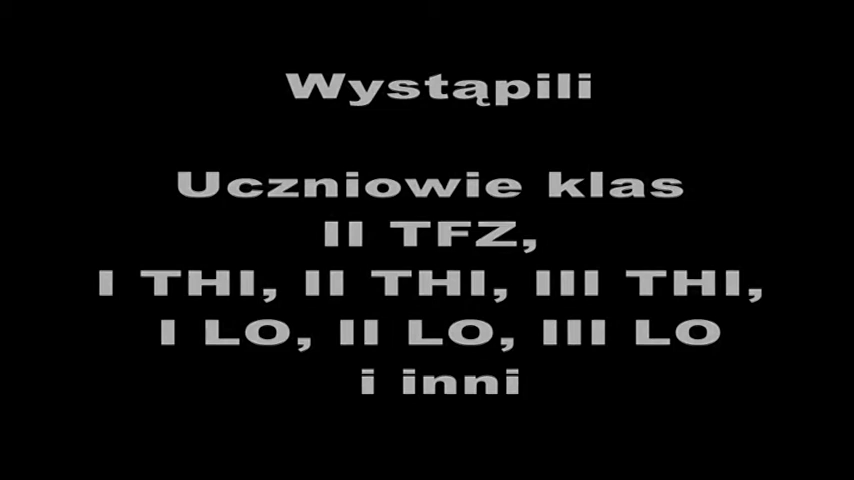 Wystąpili
Uczniowie klas
II TFZ,
I THI, II THI, III THI,
I LO, II LO, III LO
i inni